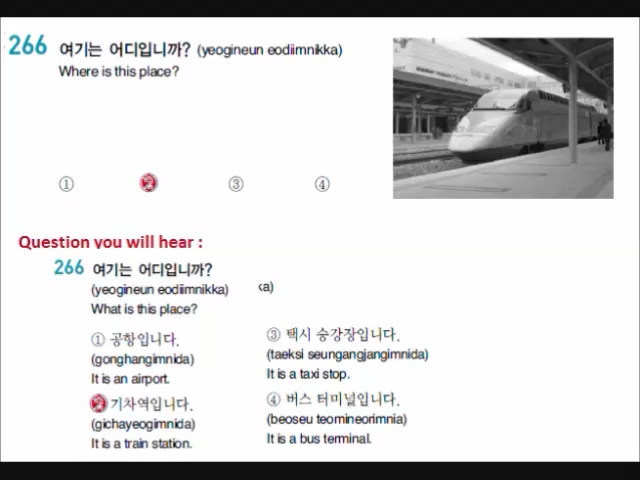 266 여기는 어디입니까? (yeogineun eodiimnikka)
Where is this place?
① ② ③ ④
Question you will hear :
266 여기는 어디입니까?
(yeogineun eodiimnikka) ka)
What is this place?
① 공항입니다.
(gonghangimnida)
It is an airport.
② 기차역입니다.
(gichayeogimnida)
It is a train station.
③ 택시 승강장입니다.
(taeksi seungangjangimnida)
It is a taxi stop.
④ 버스 터미널입니다.
(beoseu teomineorimnia)
It is a bus terminal.